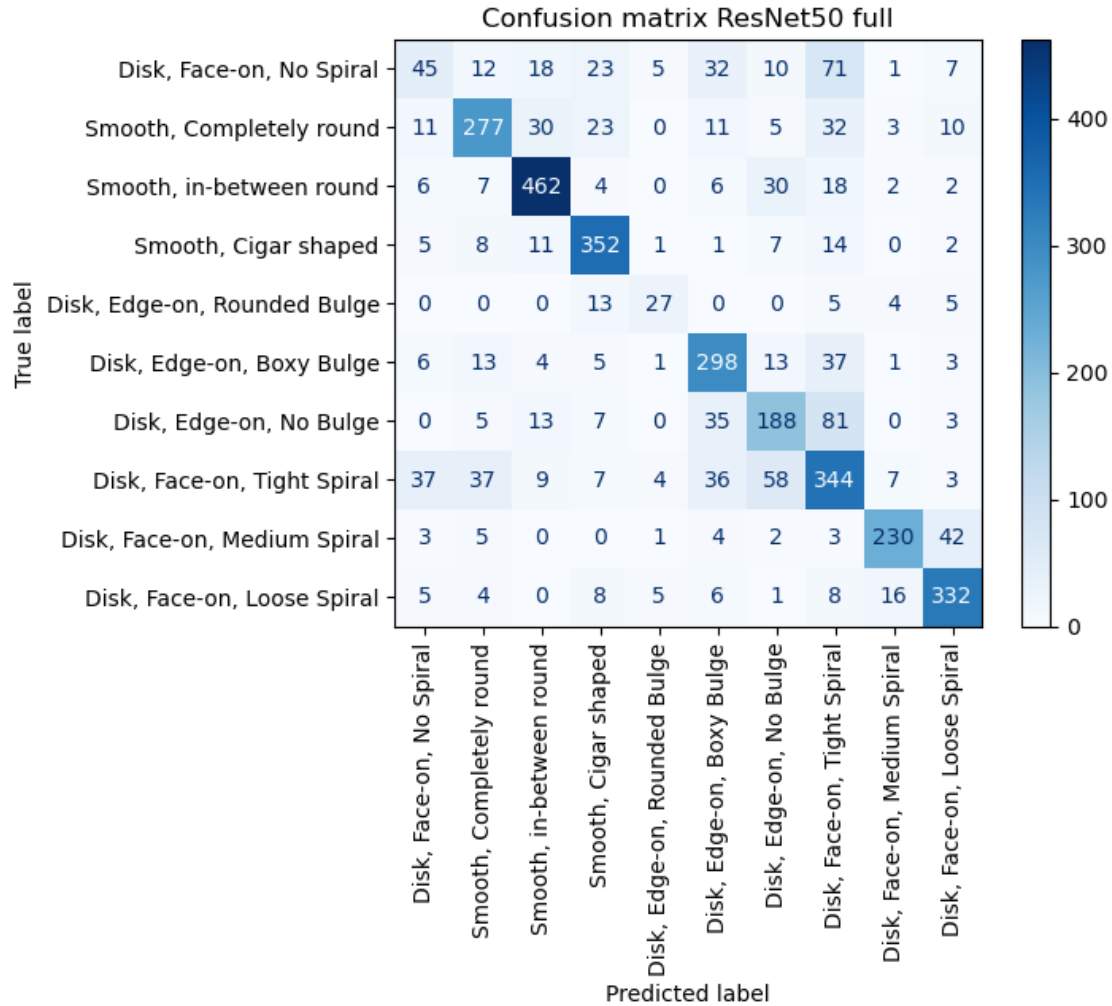 Confusion matrix ResNet50 full
Disk, Face-on, No Spiral 45 12 18 23 5 32 10 71 1 7
Smooth, Completely round 11 277 30 23 0 11 5 32 3 10
Smooth, in-between round 6 7 462 4 0 6 30 18 2 2
Smooth, Cigar shaped 5 8 11 352 1 1 7 14 0 2
Disk, Edge-on, Rounded Bulge 0 0 0 13 27 0 0 5 4 5
Disk, Edge-on, Boxy Bulge 6 13 4 5 1 298 13 37 1 3
Disk, Edge-on, No Bulge 0 5 13 7 0 35 188 81 0 3
Disk, Face-on, Tight Spiral 37 37 9 7 4 36 58 344 7 3
Disk, Face-on, Medium Spiral 3 5 0 0 1 4 2 3 230 42
Disk, Face-on, Loose Spiral 5 4 0 8 5 6 1 8 16 332
True label
Disk, Face-on, No Spiral
Smooth, Completely round
Smooth, in-between round
Smooth, Cigar shaped
Disk, Edge-on, Rounded Bulge
Disk, Edge-on, Boxy Bulge
Disk, Edge-on, No Bulge
Disk, Face-on, Tight Spiral
Disk, Face-on, Medium Spiral
Disk, Face-on, Loose Spiral
Predicted label
400
300
200
100
0